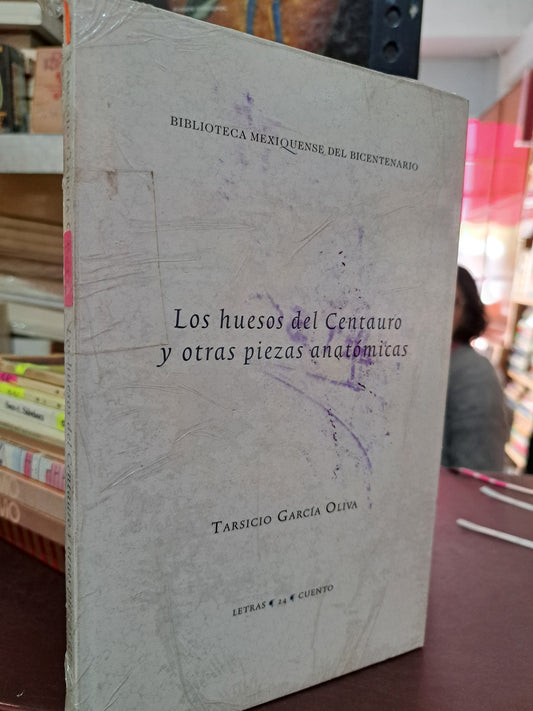 BIBLIOTECA MEXIQUENSE DEL BICENTENARIO
Los huesos del Centauro
y otras piezas anatómicas
TARSICIO GARCÍA OLIVA
LETRAS ¶ 24 ¶ CUENTO